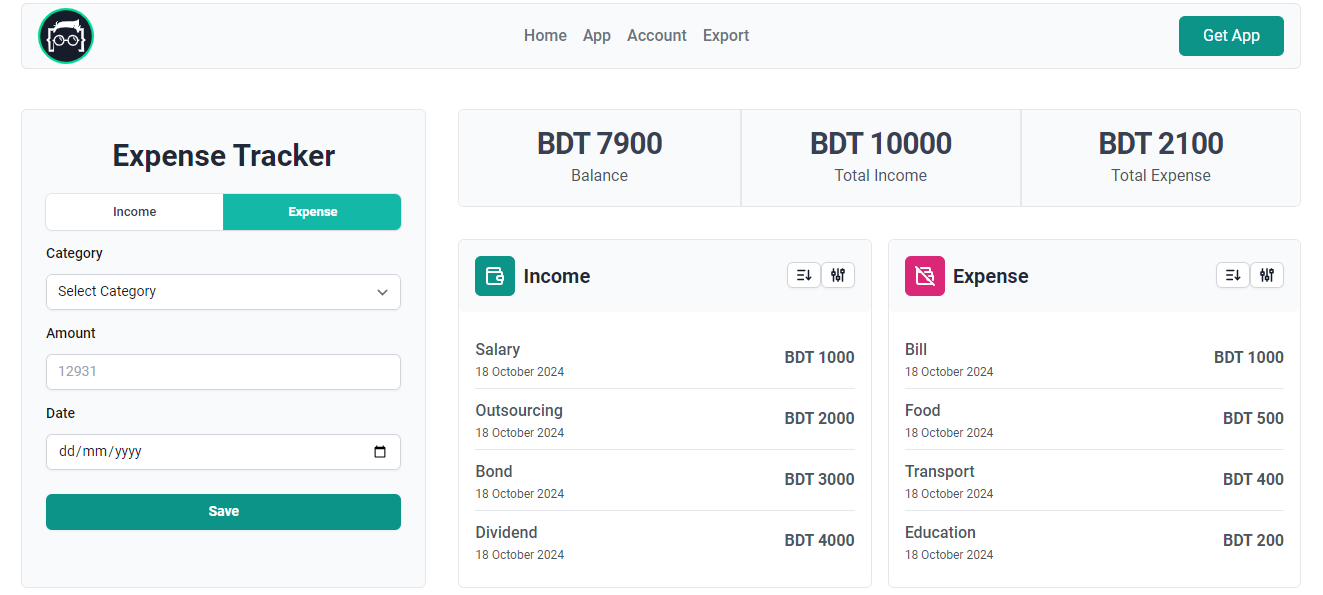 Home App Account Export
Get App
Expense Tracker
Income Expense
Category
Select Category
Amount
12931
Date
dd/mm/yyyy
Save
BDT 7900
Balance
BDT 10000
Total Income
BDT 2100
Total Expense
Income
Salary
18 October 2024
BDT 1000
Outsourcing
18 October 2024
BDT 2000
Bond
18 October 2024
BDT 3000
Dividend
18 October 2024
BDT 4000
Expense
Bill
18 October 2024
BDT 1000
Food
18 October 2024
BDT 500
Transport
18 October 2024
BDT 400
Education
18 October 2024
BDT 200